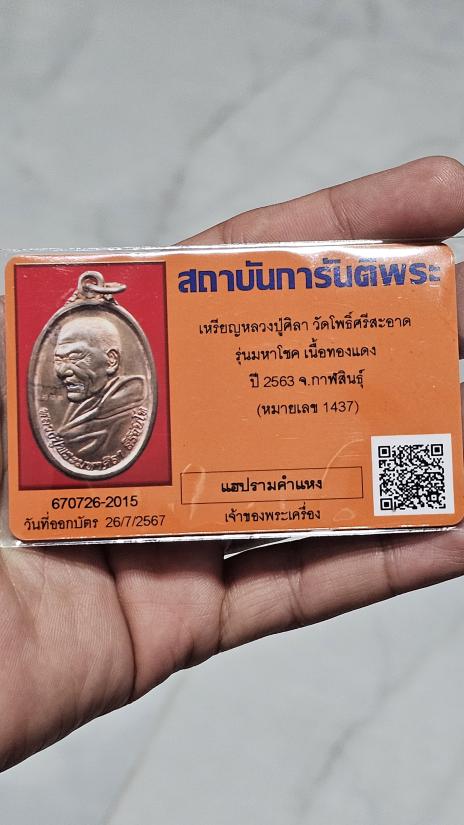 สถาบันการันตีพระ
เหรียญหลวงปู่ศิลา วัดโพธิ์ศรีสะอาด
รุ่นมหาโชค เนื้อทองแดง
ปี 2563 จ.กาฬสินธุ์
(หมายเลข 1437)
แฮปรามคำแหง
เจ้าของพระเครื่อง
670726-2015
วันที่ออกบัตร 26/7/2567